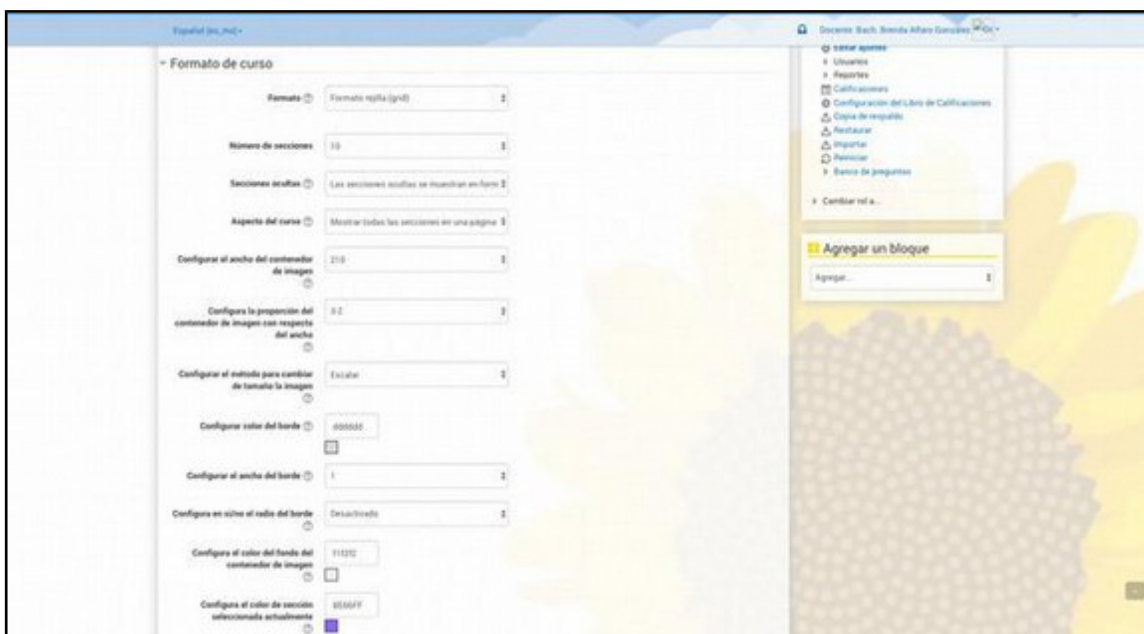 Español (es_mx)
Docente: Bach. Brenda Alfaro González
Editar ajustes
Usuarios
Reportes
Calificaciones
Configuración del Libro de Calificaciones
Copia de respaldo
Restaurar
Importar
Reiniciar
Banco de preguntas
Cambiar rol a...
Agregar un bloque
Agregar...
Formato de curso
Formato
Formato rejilla (grid)
Número de secciones
10
Secciones ocultas
Las secciones ocultas se muestran en form
Aspecto del curso
Mostrar todas las secciones en una página
Configurar el ancho del contenedor
de imagen
210
Configura la proporción del
contenedor de imagen con respecto
del ancho
3-2
Configurar el método para cambiar
de tamaño la imagen
Escalar
Configurar color del borde
dddddd
Configurar el ancho del borde
1
Configura en sí/no el radio del borde
Desactivado
Configura el color del fondo del
contenedor de imagen
Configura el color de sección
seleccionada actualmente